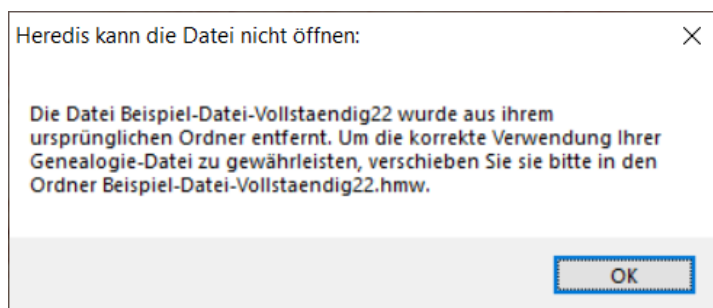 Heredis kann die Datei nicht öffnen:
Die Datei Beispiel-Datei-Vollstaendig22 wurde aus ihrem
ursprünglichen Ordner entfernt. Um die korrekte Verwendung Ihrer
Genealogie-Datei zu gewährleisten, verschieben Sie sie bitte in den
Ordner Beispiel-Datei-Vollstaendig22.hmw.
OK